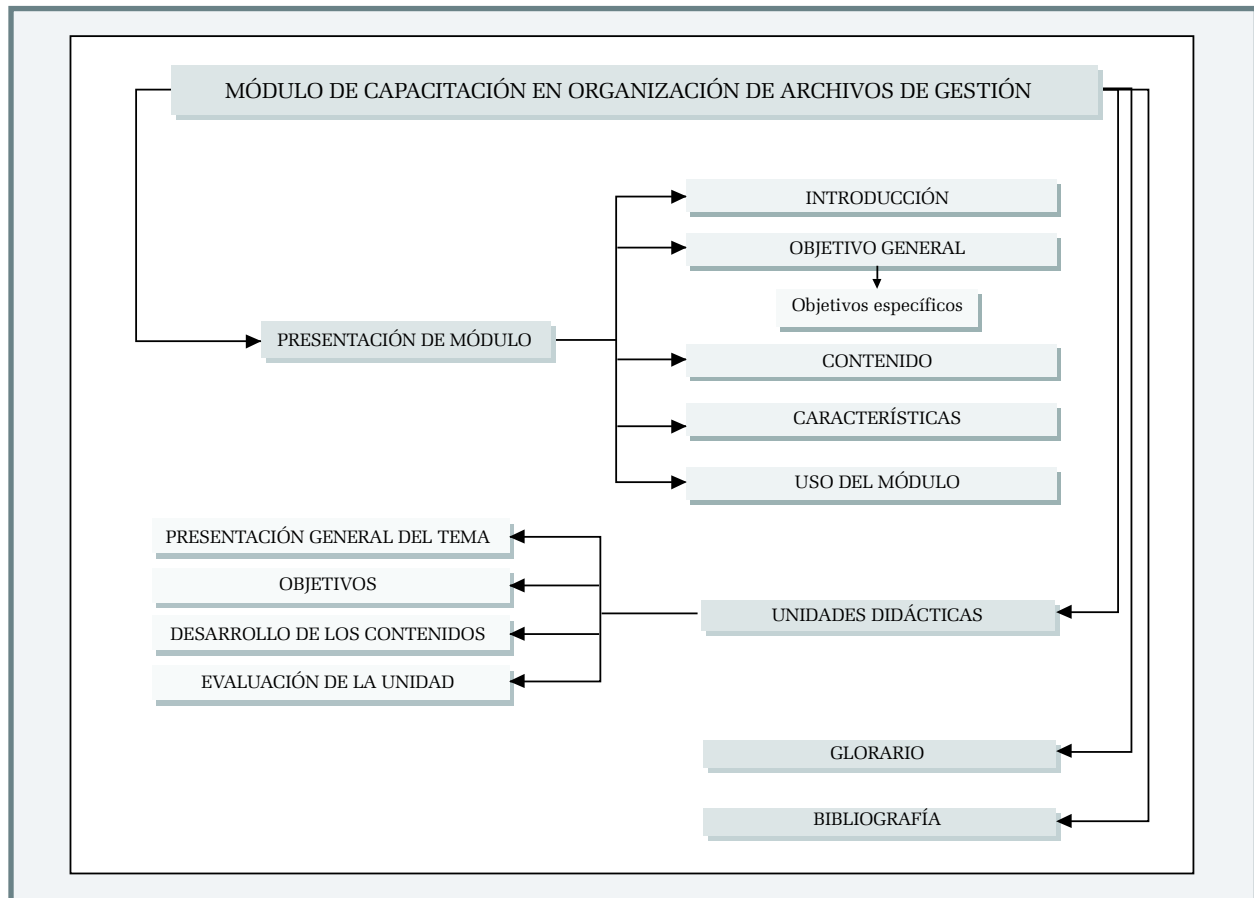 MÓDULO DE CAPACITACIÓN EN ORGANIZACIÓN DE ARCHIVOS DE GESTIÓN
INTRODUCCIÓN
OBJETIVO GENERAL
Objetivos específicos
PRESENTACIÓN DE MÓDULO
CONTENIDO
CARACTERÍSTICAS
USO DEL MÓDULO
PRESENTACIÓN GENERAL DEL TEMA
OBJETIVOS
DESARROLLO DE LOS CONTENIDOS
EVALUACIÓN DE LA UNIDAD
UNIDADES DIDÁCTICAS
GLORARIO
BIBLIOGRAFÍA